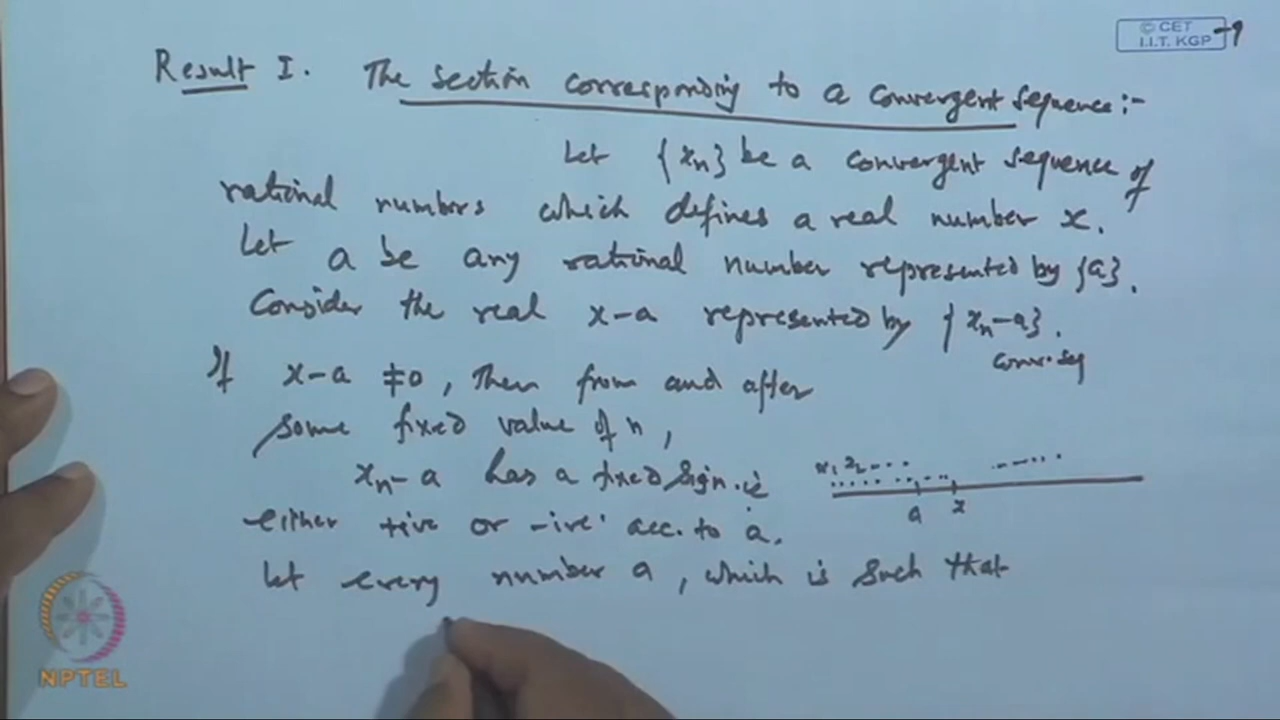 © CET
I.I.T. KGP
Result I. The section corresponding to a convergent sequence:-
Let {xn} be a convergent sequence of
rational numbers which defines a real number x.
Let a be any rational number represented by {a}.
Consider the real x-a represented by {xn-a}.
conv. seq
If x-a ≠0, then from and after
some fixed value of n,
xn-a has a fixed sign. ie
either +ive or -ive acc. to a.
a x
Let every number a, which is such that
NPTEL